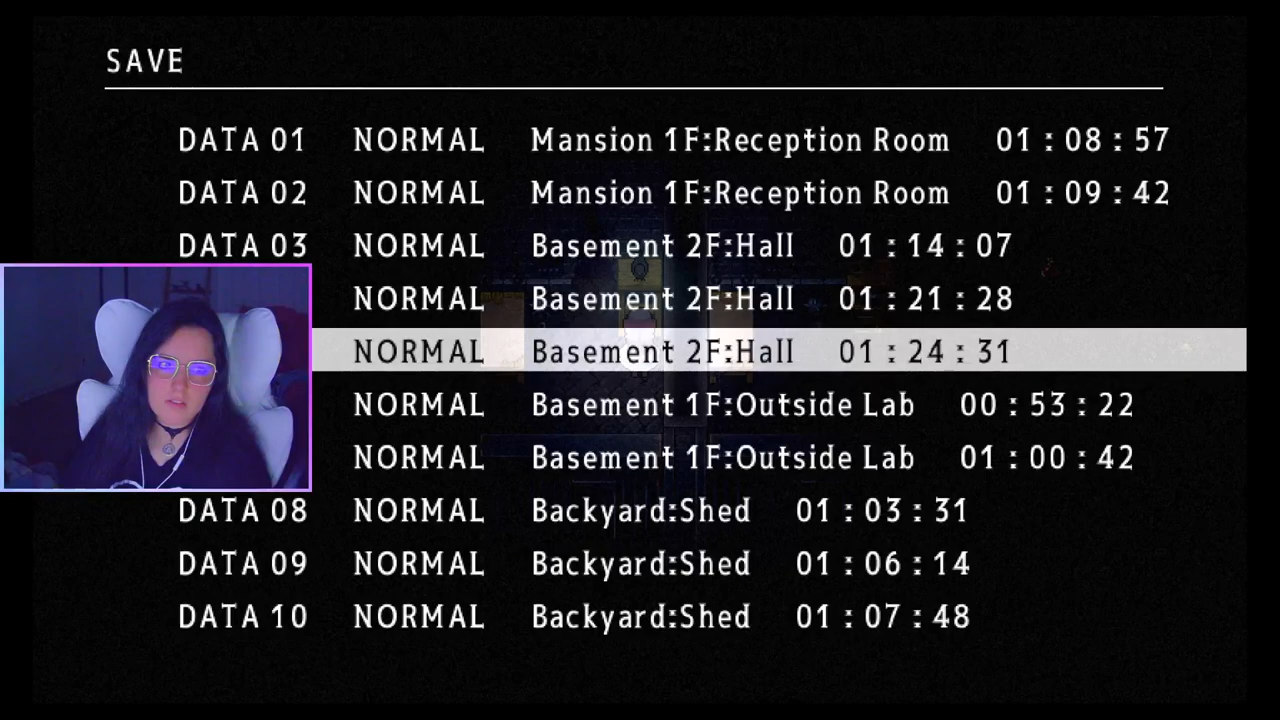 SAVE
DATA 01 NORMAL Mansion 1F:Reception Room 01:08:57
DATA 02 NORMAL Mansion 1F:Reception Room 01:09:42
DATA 03 NORMAL Basement 2F:Hall 01:14:07
NORMAL Basement 2F:Hall 01:21:28
NORMAL Basement 2F:Hall 01:24:31
NORMAL Basement 1F:Outside Lab 00:53:22
NORMAL Basement 1F:Outside Lab 01:00:42
DATA 08 NORMAL Backyard:Shed 01:03:31
DATA 09 NORMAL Backyard:Shed 01:06:14
DATA 10 NORMAL Backyard:Shed 01:07:48